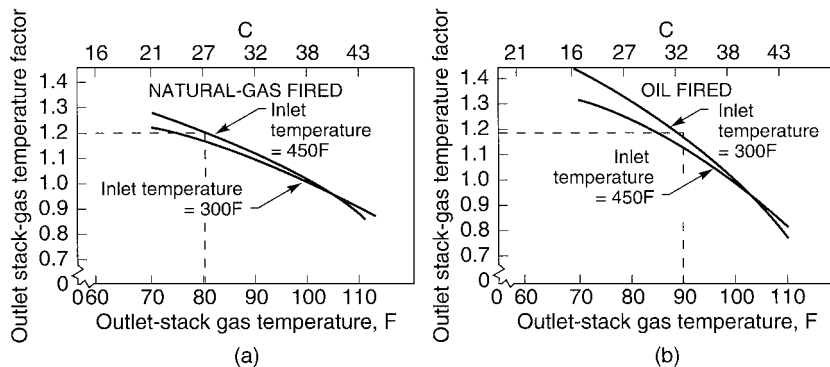 C
16 21 27 32 38 43
Outlet stack-gas temperature factor
1.4
1.3
1.2
1.1
1.0
0.9
0.8
0.7
0
NATURAL-GAS FIRED
Inlet
temperature
= 450F
Inlet temperature
= 300F
0 60 70 80 90 100 110
Outlet-stack gas temperature, F
(a)
C
21 16 27 32 38 43
Outlet stack-gas temperature factor
1.4
1.3
1.2
1.1
1.0
0.9
0.8
0.7
0
OIL FIRED
Inlet
temperature
= 300F
Inlet
temperature
= 450F
0 60 70 80 90 100 110
Outlet-stack gas temperature, F
(b)